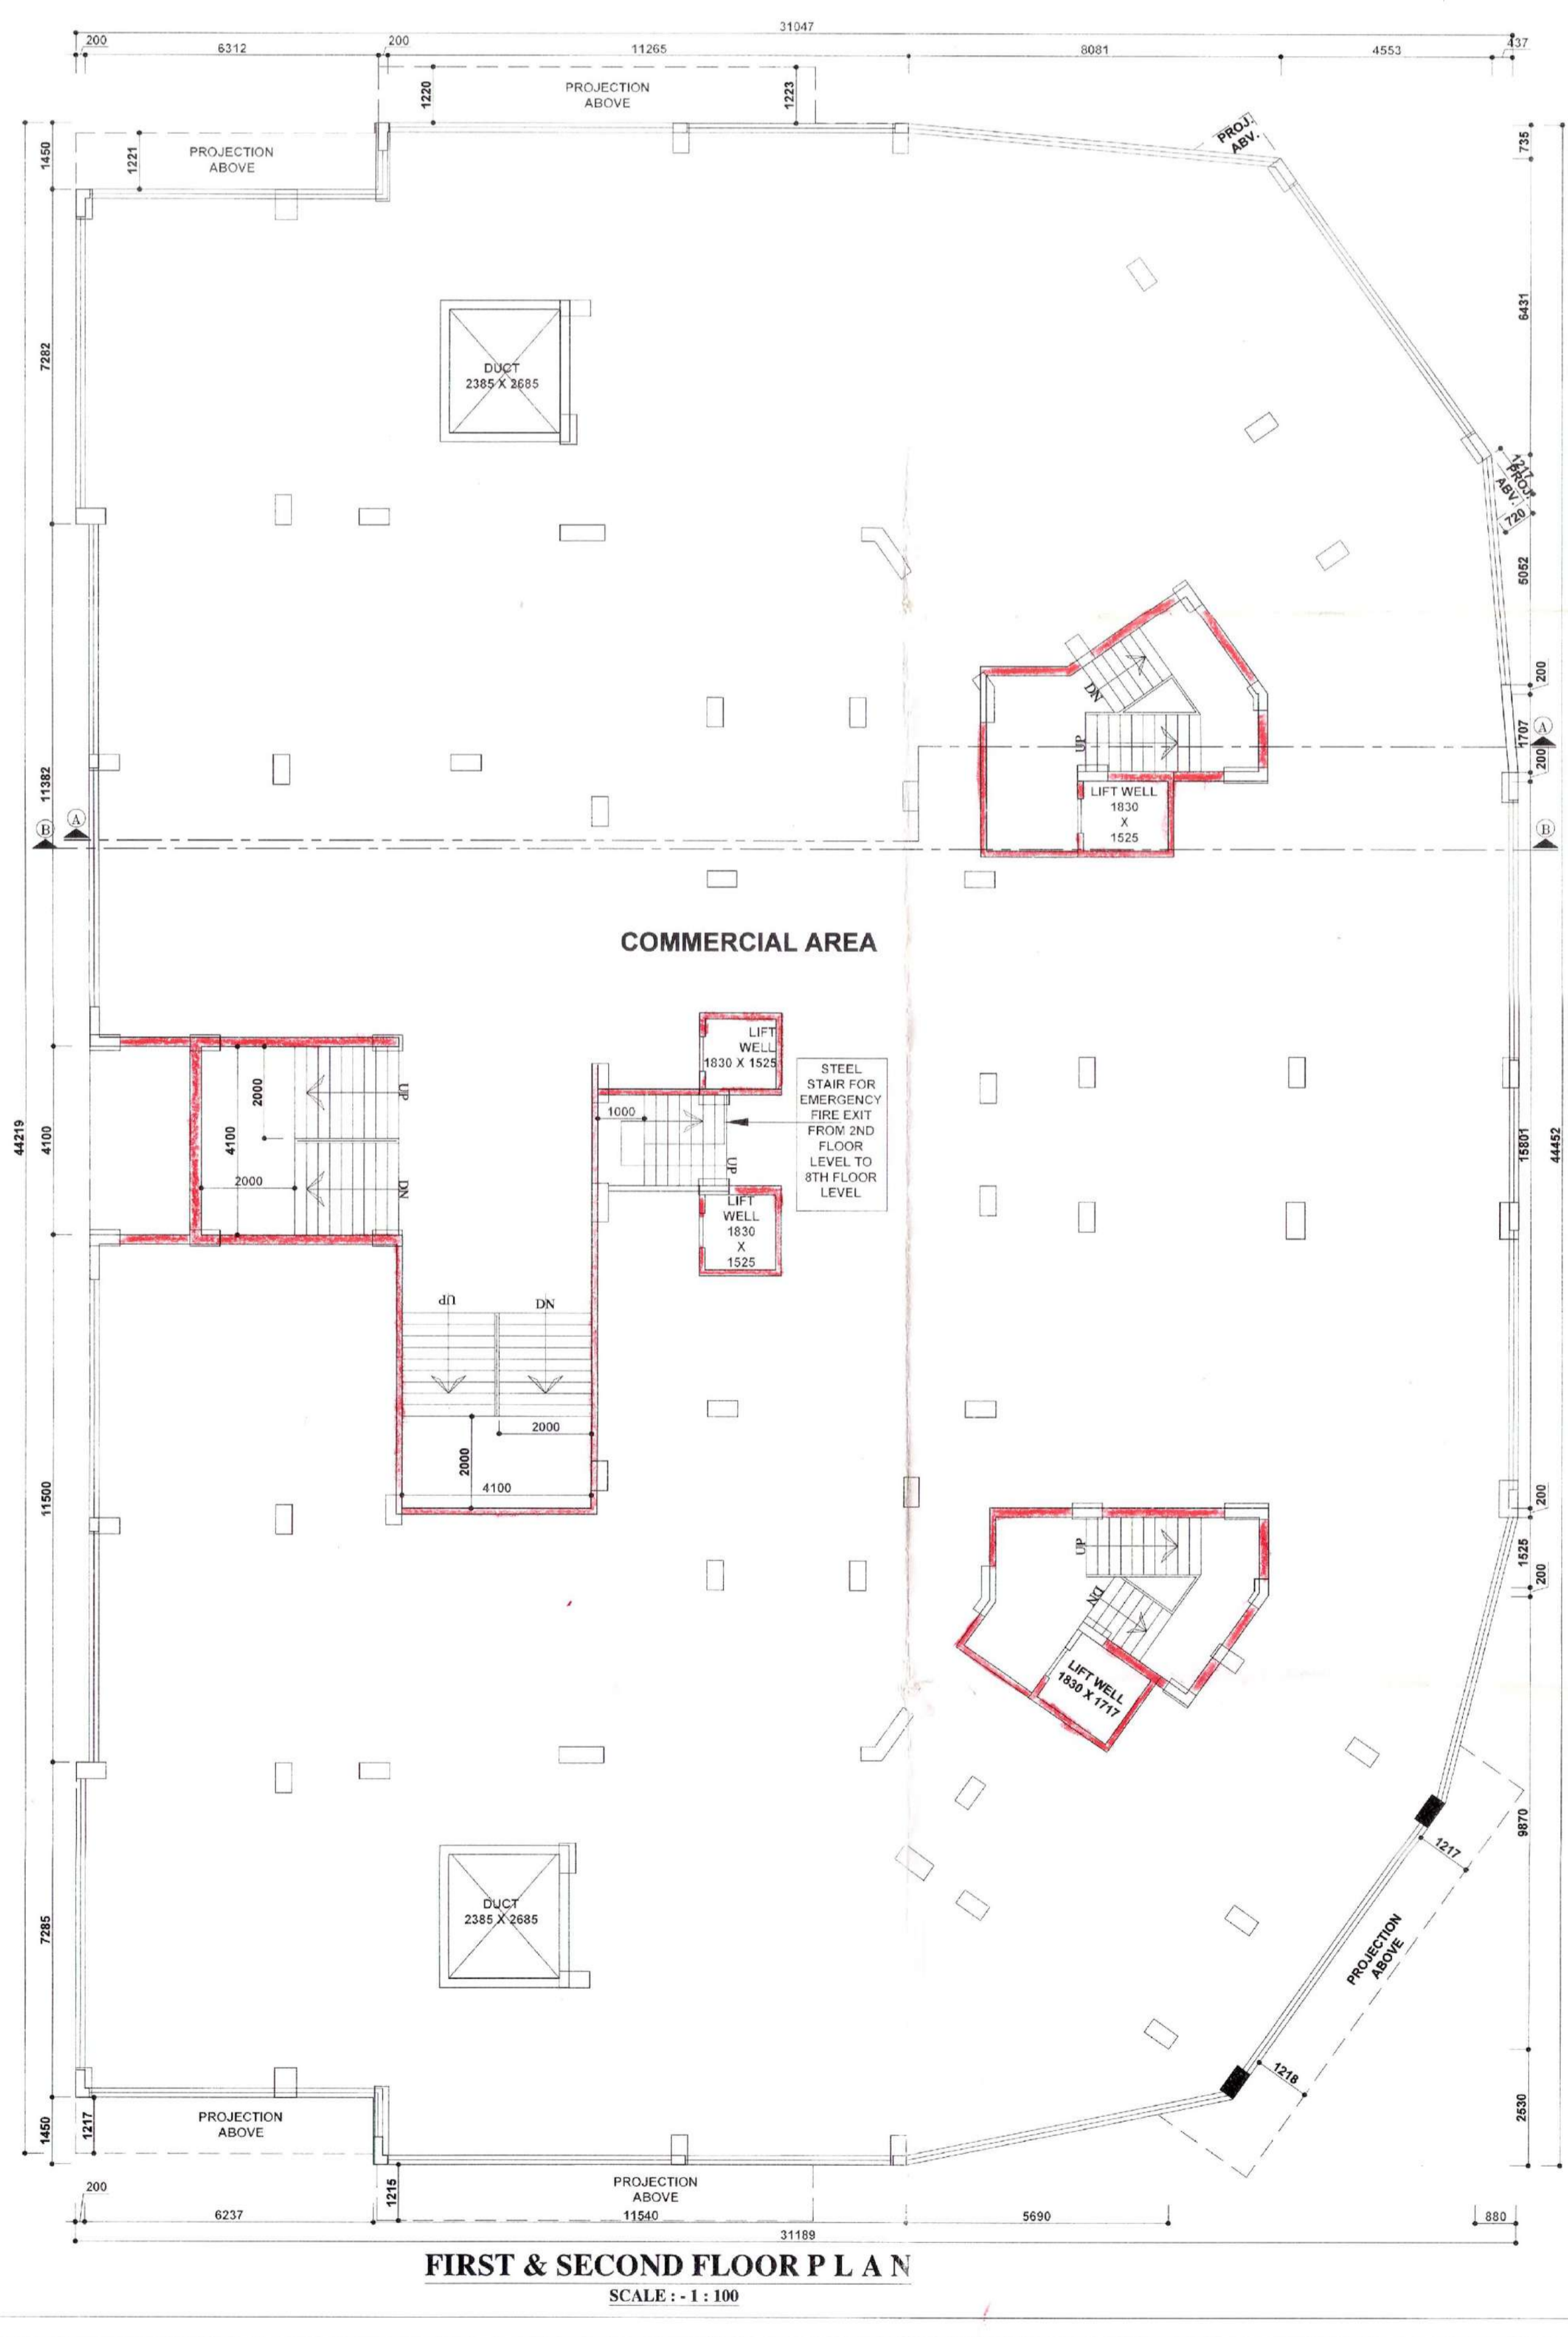 31047
200
6312
200
11265
8081
4553
437
1220
PROJECTION
ABOVE
1223
1221
PROJECTION
ABOVE
PROJ.
ABV.
1450
735
7282
6431
DUCT
2385 X 2685
1217
PROJ.
ABV.
720
5052
DN
200
UP
1707
A
200
11382
LIFT WELL
1830
X
1525
B
A
B
COMMERCIAL AREA
LIFT
WELL
1830 X 1525
STEEL
STAIR FOR
EMERGENCY
FIRE EXIT
FROM 2ND
FLOOR
LEVEL TO
8TH FLOOR
LEVEL
2000
UP
1000
44219
4100
4100
15801
44452
2000
DN
UP
LIFT
WELL
1830
X
1525
UP
DN
2000
2000
4100
11500
200
UP
1525
200
DN
LIFT WELL
1830 X 1717
9870
1217
DUCT
2385 X 2685
7285
PROJECTION
ABOVE
1218
1450
1217
PROJECTION
ABOVE
2530
1215
PROJECTION
ABOVE
200
6237
11540
5690
880
31189
FIRST & SECOND FLOOR P L A N
SCALE : - 1 : 100